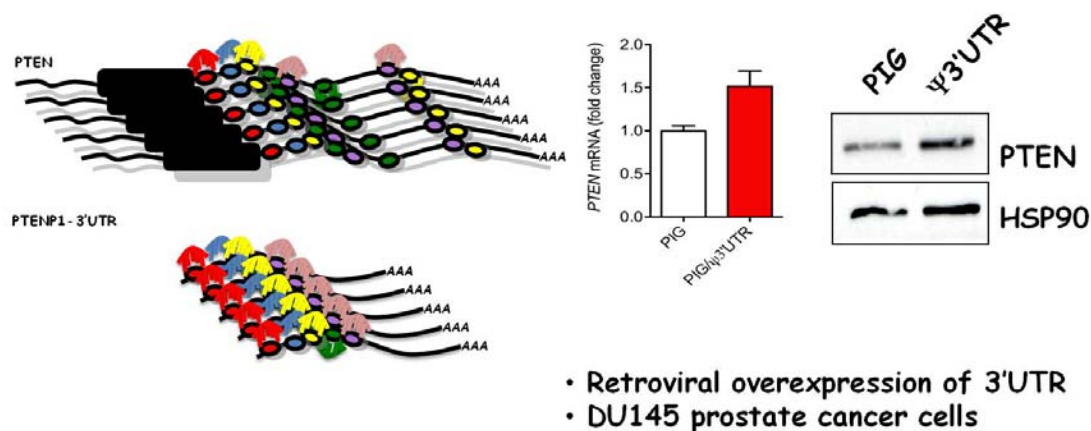 PTEN
AAA
AAA
AAA
AAA
AAA
PTENP1 - 3'UTR
AAA
AAA
AAA
AAA
AAA
PTEN mRNA (fold change)
2.0
1.5
1.0
0.5
0.0
PIG
PIG/ψ3'UTR
PIG
Ψ3'UTR
PTEN
HSP90
• Retroviral overexpression of 3'UTR
• DU145 prostate cancer cells